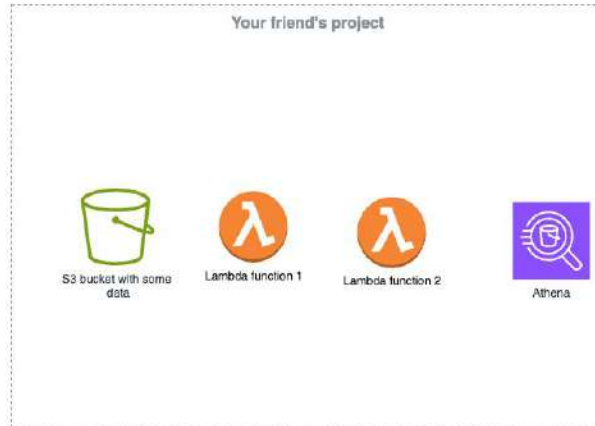 Your friend's project
S3 bucket with some
data
Lambda function 1
Lambda function 2
Athena